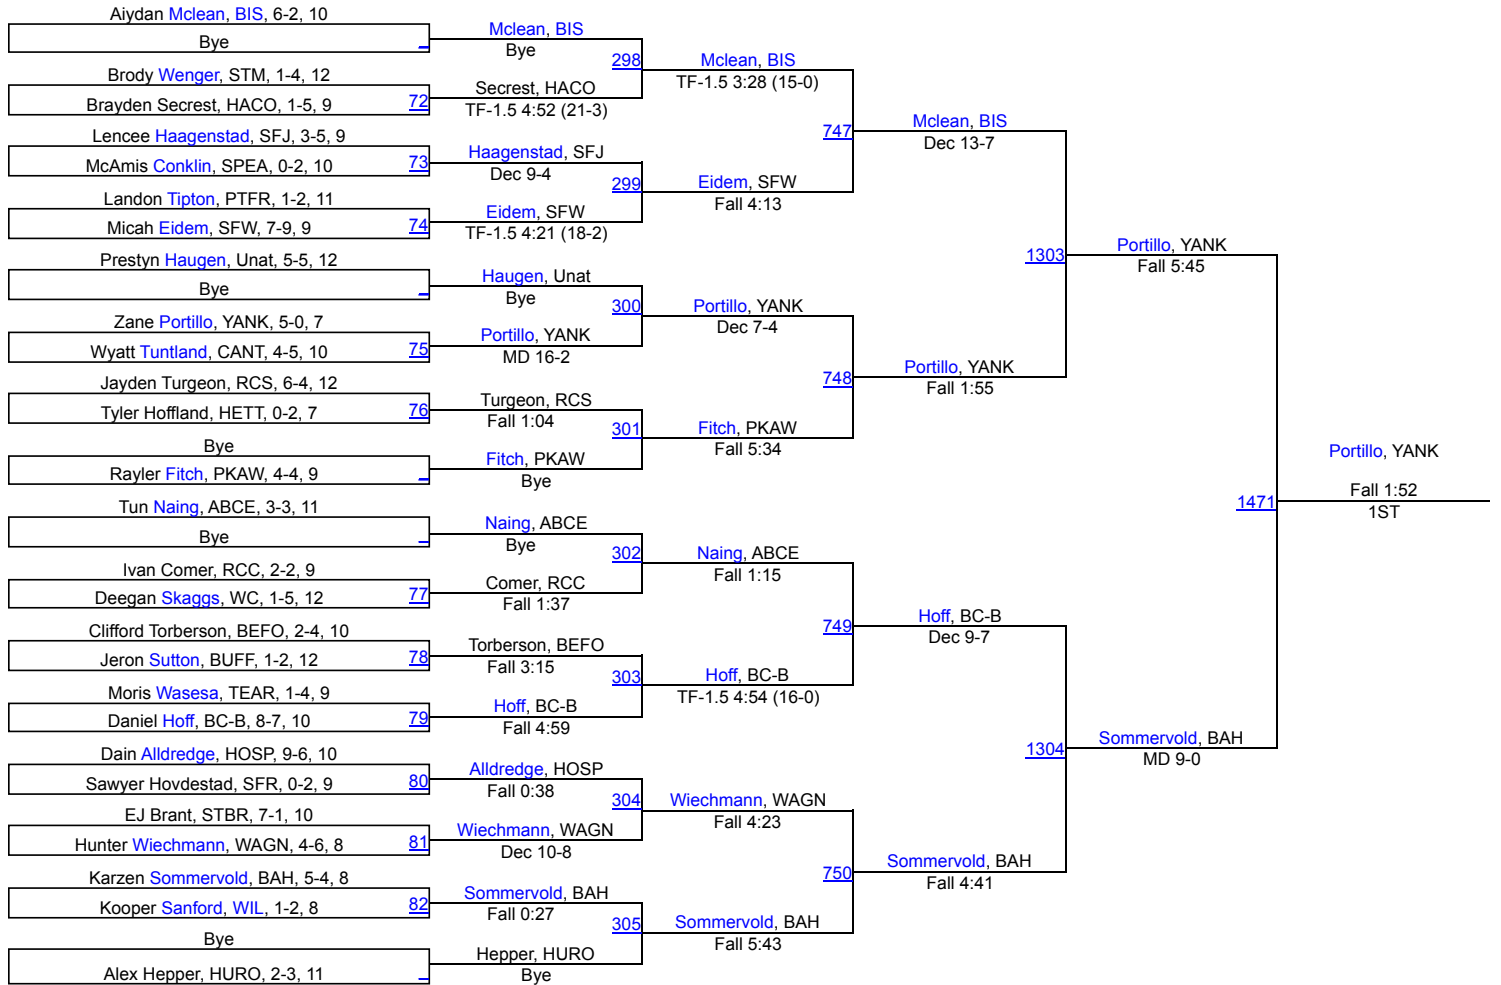 Aiydan Mclean, BIS, 6-2, 10
Bye
Brody Wenger, STM, 1-4, 12
Brayden Secrest, HACO, 1-5, 9
72
Lencee Haagenstad, SFJ, 3-5, 9
McAmis Conklin, SPEA, 0-2, 10
73
Landon Tipton, PTFR, 1-2, 11
Micah Eidem, SFW, 7-9, 9
74
Prestyn Haugen, Unat, 5-5, 12
Bye
Zane Portillo, YANK, 5-0, 7
Wyatt Tuntland, CANT, 4-5, 10
75
Jayden Turgeon, RCS, 6-4, 12
Tyler Hoffland, HETT, 0-2, 7
76
Bye
Rayler Fitch, PKAW, 4-4, 9
Tun Naing, ABCE, 3-3, 11
Bye
Ivan Comer, RCC, 2-2, 9
Deegan Skaggs, WC, 1-5, 12
77
Clifford Torberson, BEFO, 2-4, 10
Jeron Sutton, BUFF, 1-2, 12
78
Moris Wasesa, TEAR, 1-4, 9
Daniel Hoff, BC-B, 8-7, 10
79
Dain Alldredge, HOSP, 9-6, 10
Sawyer Hovdestad, SFR, 0-2, 9
80
EJ Brant, STBR, 7-1, 10
Hunter Wiechmann, WAGN, 4-6, 8
81
Karzen Sommervold, BAH, 5-4, 8
Kooper Sanford, WIL, 1-2, 8
82
Bye
Alex Hepper, HURO, 2-3, 11
Mclean, BIS
Bye
298
Secrest, HACO
TF-1.5 4:52 (21-3)
Haagenstad, SFJ
Dec 9-4
299
Eidem, SFW
TF-1.5 4:21 (18-2)
Haugen, Unat
Bye
300
Portillo, YANK
MD 16-2
Turgeon, RCS
Fall 1:04
301
Fitch, PKAW
Bye
Naing, ABCE
Bye
302
Comer, RCC
Fall 1:37
Torberson, BEFO
Fall 3:15
303
Hoff, BC-B
Fall 4:59
Alldredge, HOSP
Fall 0:38
304
Wiechmann, WAGN
Dec 10-8
Sommervold, BAH
Fall 0:27
305
Hepper, HURO
Bye
Mclean, BIS
TF-1.5 3:28 (15-0)
747
Eidem, SFW
Fall 4:13
Portillo, YANK
Dec 7-4
748
Fitch, PKAW
Fall 5:34
Naing, ABCE
Fall 1:15
749
Hoff, BC-B
TF-1.5 4:54 (16-0)
Wiechmann, WAGN
Fall 4:23
750
Sommervold, BAH
Fall 5:43
Mclean, BIS
Dec 13-7
1303
Portillo, YANK
Fall 1:55
Hoff, BC-B
Dec 9-7
1304
Sommervold, BAH
Fall 4:41
Portillo, YANK
Fall 5:45
1471
Sommervold, BAH
MD 9-0
Portillo, YANK
Fall 1:52
1ST